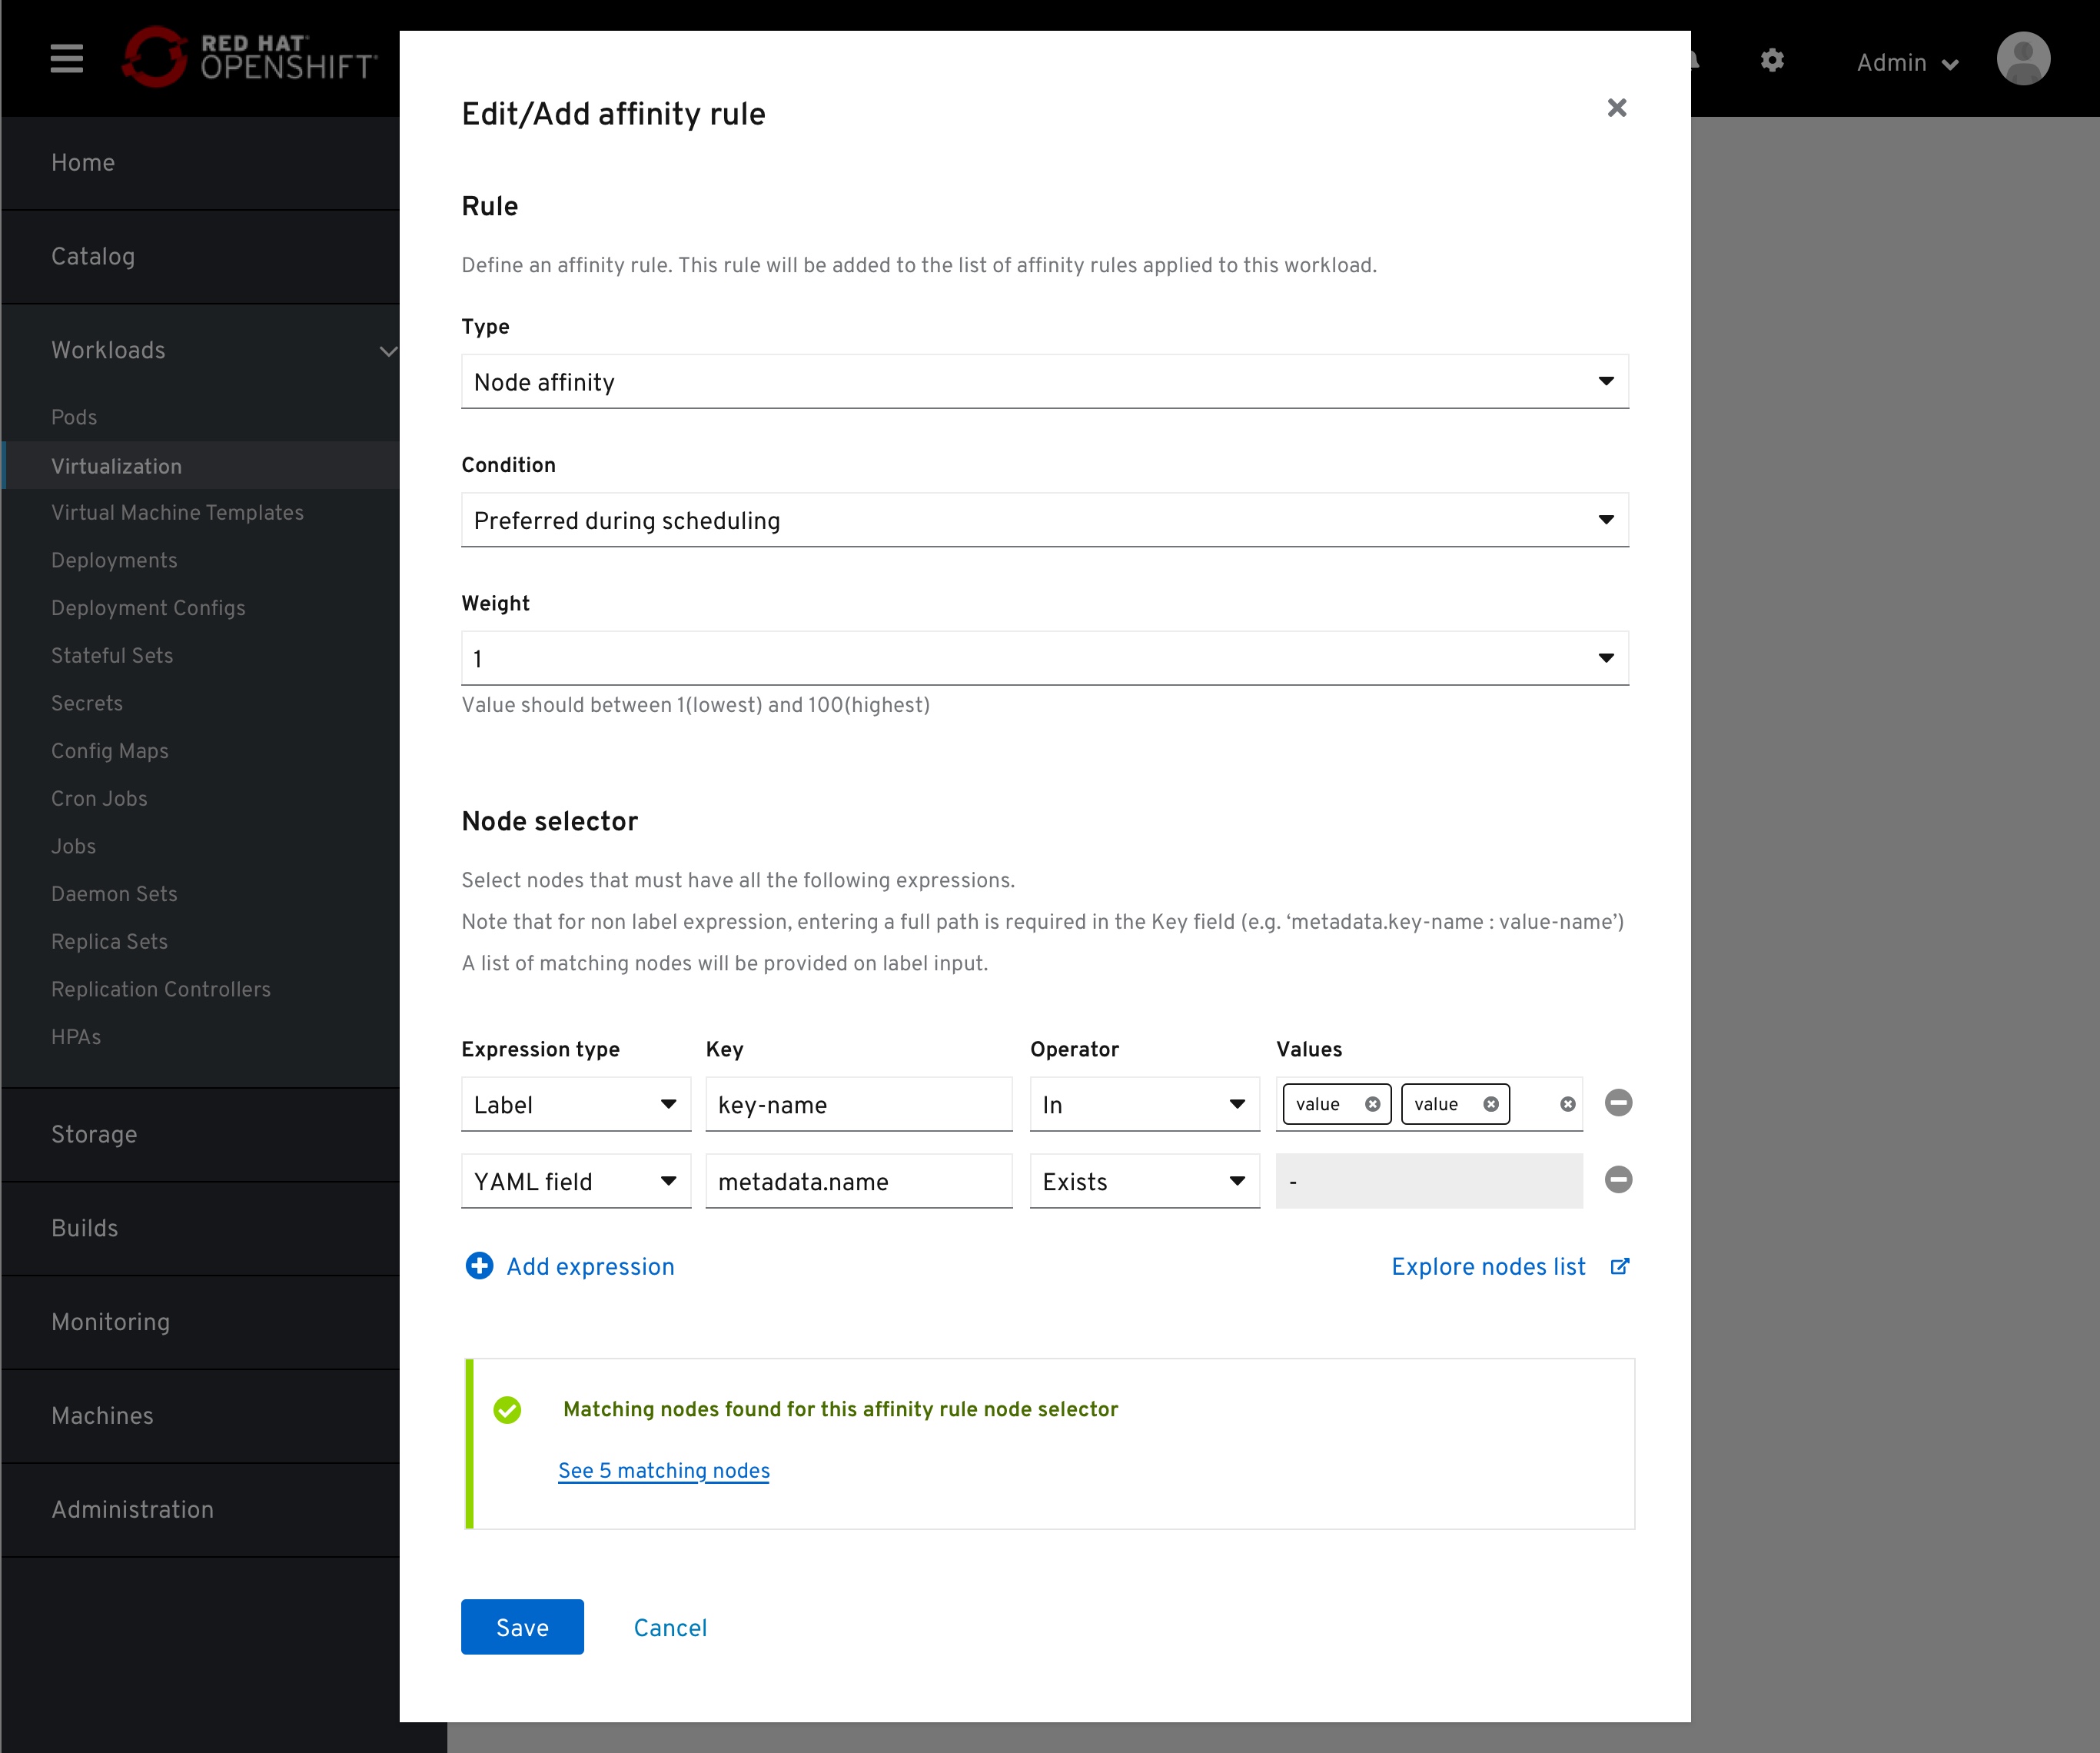 RED HAT
OPENSHIFT
Admin
Home
Catalog
Workloads
Pods
Virtualization
Virtual Machine Templates
Deployments
Deployment Configs
Stateful Sets
Secrets
Config Maps
Cron Jobs
Jobs
Daemon Sets
Replica Sets
Replication Controllers
HPAs
Storage
Builds
Monitoring
Machines
Administration
Edit/Add affinity rule
Rule
Define an affinity rule. This rule will be added to the list of affinity rules applied to this workload.
Type
Node affinity
Condition
Preferred during scheduling
Weight
1
Value should between 1(lowest) and 100(highest)
Node selector
Select nodes that must have all the following expressions.
Note that for non label expression, entering a full path is required in the Key field (e.g. ‘metadata.key-name : value-name’)
A list of matching nodes will be provided on label input.
Expression type Key Operator Values
Label key-name In value value
YAML field metadata.name Exists -
Add expression Explore nodes list
Matching nodes found for this affinity rule node selector
See 5 matching nodes
Save Cancel